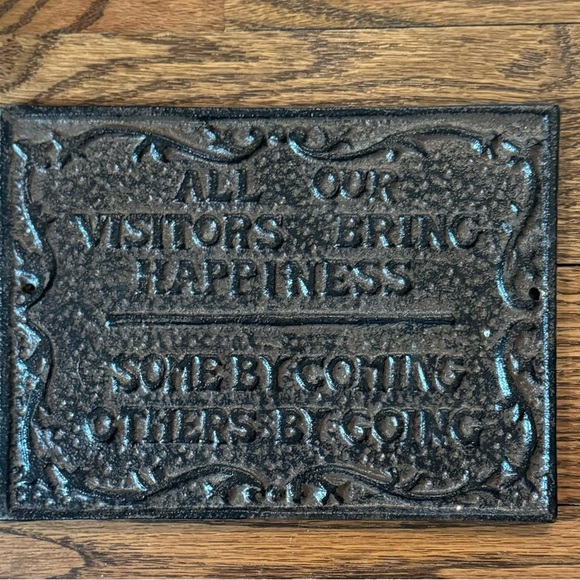 ALL OUR
VISITORS BRING
HAPPINESS
SOME BY COMING
OTHERS BY GOING